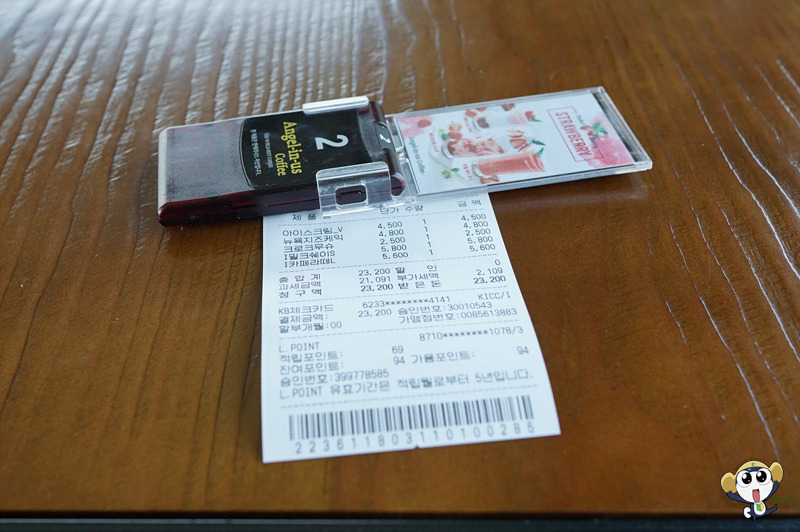 Angel-in-us
Coffee
2
STRAWBERRY
제 품 단가 수량 금 액
아이스크림_V 4,500 1 4,500
뉴욕치즈케익 4,800 1 4,800
크로크무슈 2,500 2,500
I밀크쉐이S 5,800 1 5,800
I카페라떼L 5,600 1 5,600
총 합 계 23,200 할 인 0
과세금액 21,091 부가세액 2,109
청 구 액 23,200 받 은 돈 23,200
KB체크카드 6233********4141 KICC/I
결제금액: 23,200 승인번호:30010543
할부개월:00 가맹점번호:0085613883
L.POINT 8710********1078/3
적립포인트: 69 가용포인트: 94
잔여포인트: 94
승인번호:399778585
L.POINT 유효기간은 적립월로부터 5년입니다.
223611803110100285